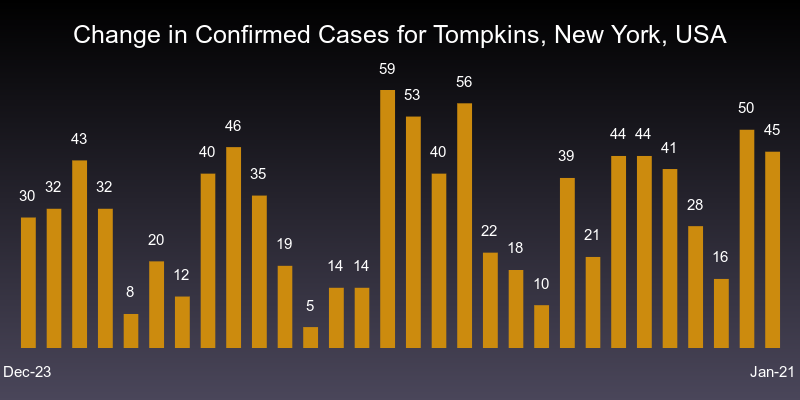 Change in Confirmed Cases for Tompkins, New York, USA
30 32 43 32 8 20 12 40 46 35 19 5 14 14 59 53 40 56 22 18 10 39 21 44 44 41 28 16 50 45
Dec-23 Jan-21